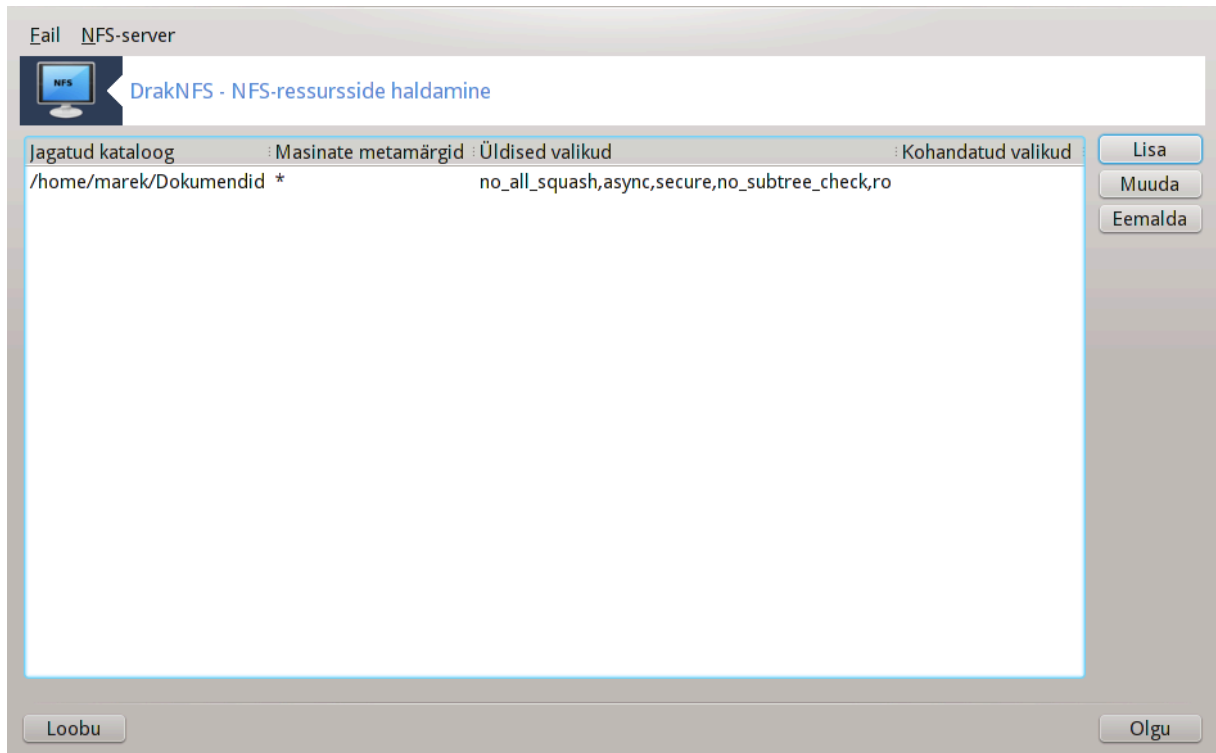 Fail NFS-server
NFS
DrakNFS - NFS-ressursside haldamine
Jagatud kataloog Masinate metamärgid Üldised valikud Kohandatud valikud
/home/marek/Dokumendid * no_all_squash,async,secure,no_subtree_check,ro
Lisa
Muuda
Eemalda
Loobu Olgu